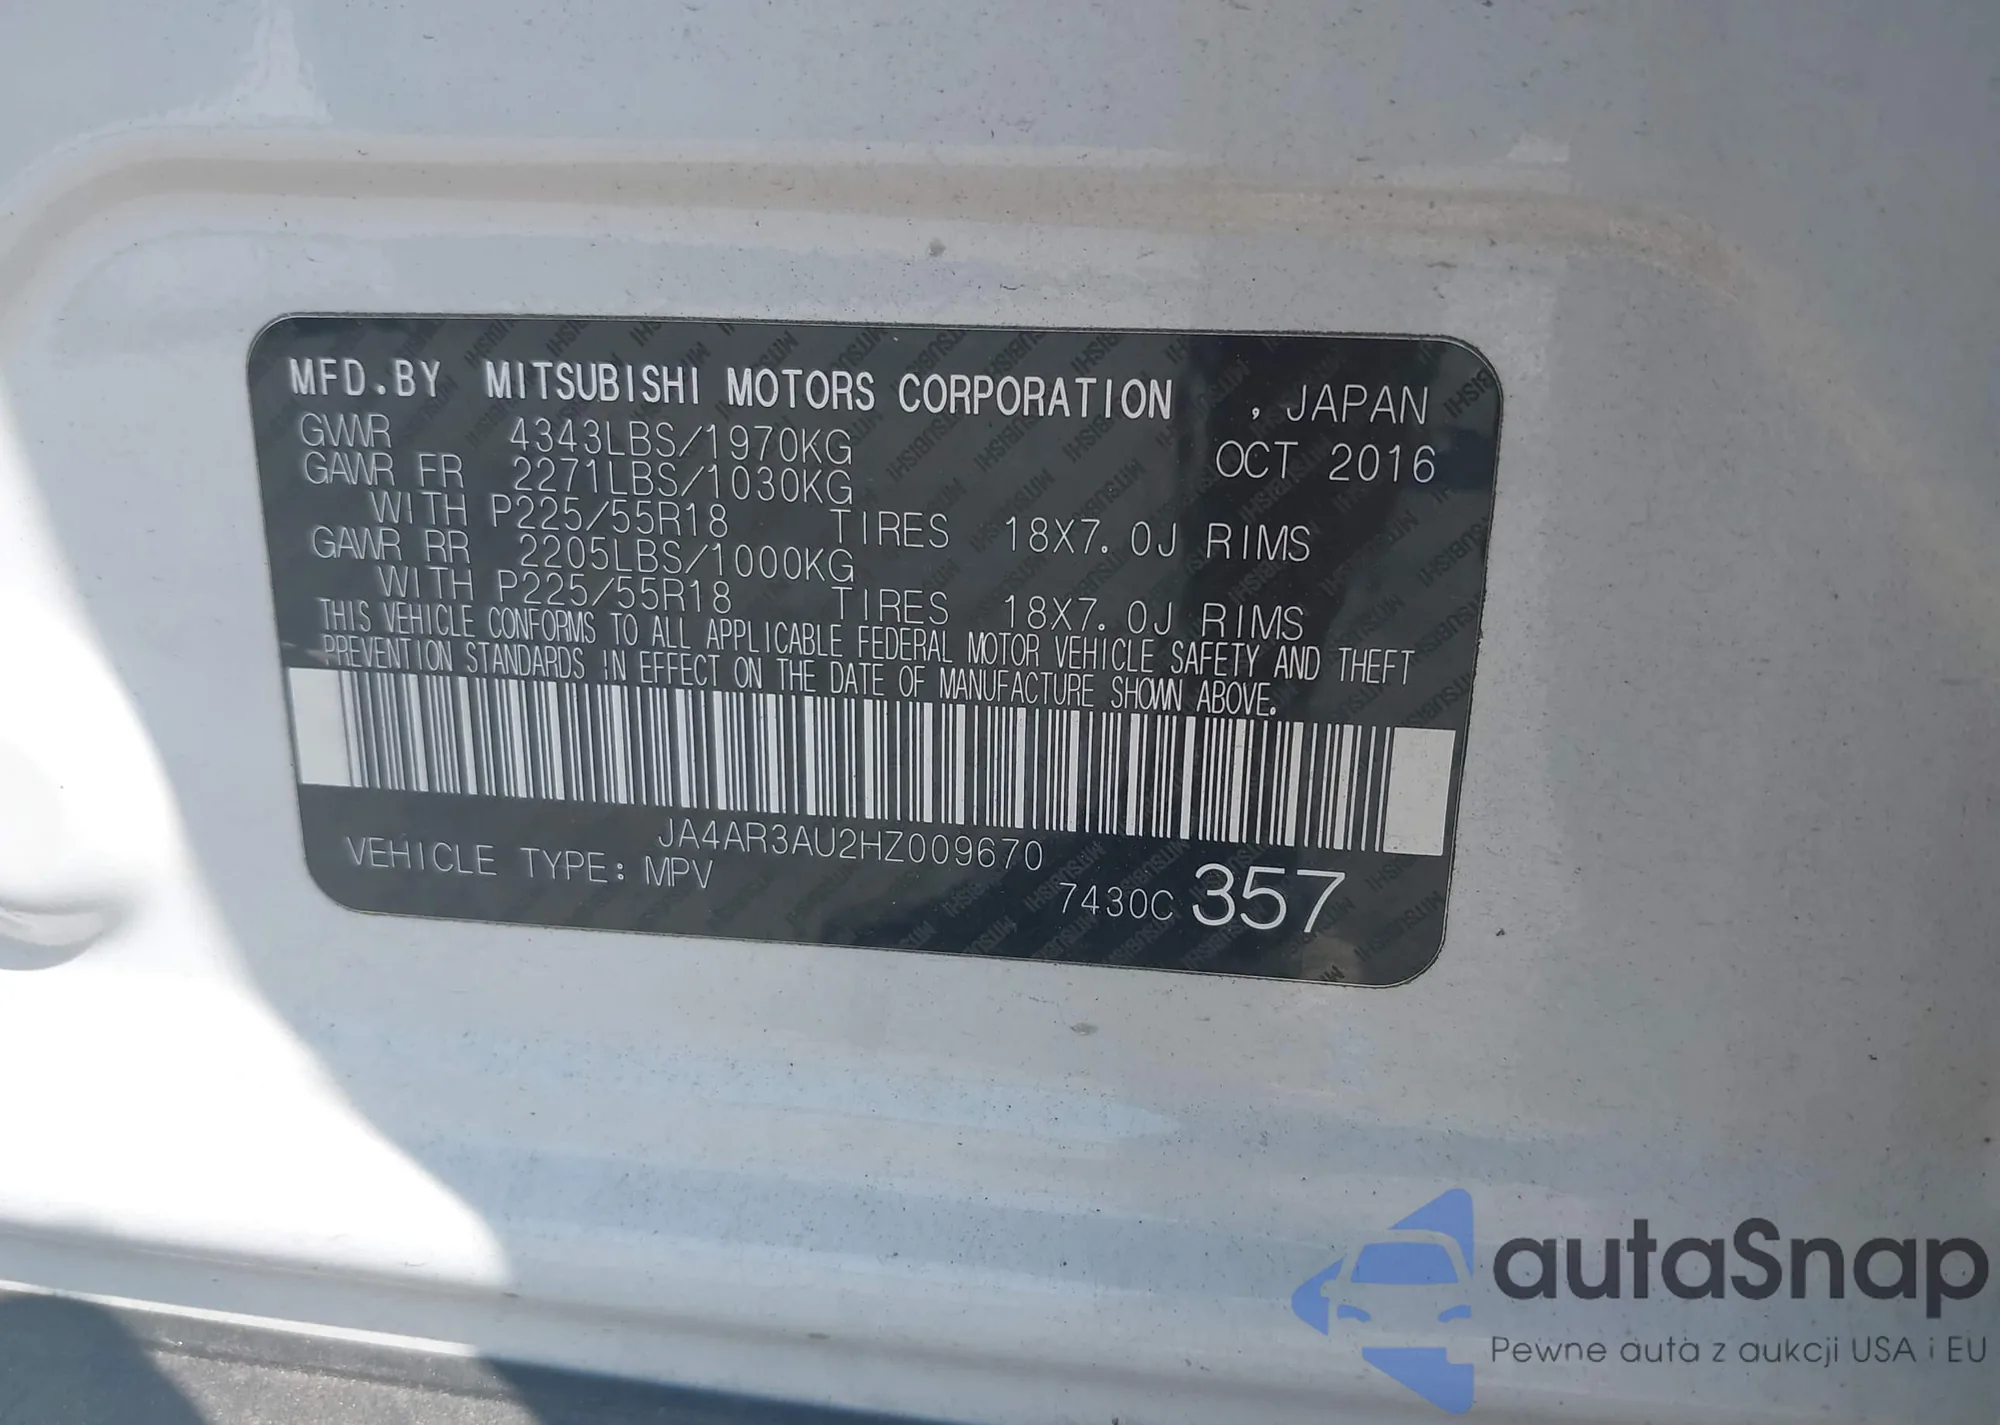 MFD.BY MITSUBISHI MOTORS CORPORATION , JAPAN
GVWR 4343LBS/1970KG OCT 2016
GAWR FR 2271LBS/1030KG
WITH P225/55R18 TIRES 18X7.0J RIMS
GAWR RR 2205LBS/1000KG
WITH P225/55R18 TIRES 18X7.0J RIMS
THIS VEHICLE CONFORMS TO ALL APPLICABLE FEDERAL MOTOR VEHICLE SAFETY AND THEFT
PREVENTION STANDARDS IN EFFECT ON THE DATE OF MANUFACTURE SHOWN ABOVE.
JA4AR3AU2HZ009670
VEHICLE TYPE: MPV
7430C 357
autaSnap
Pewne auta z aukcji USA i EU